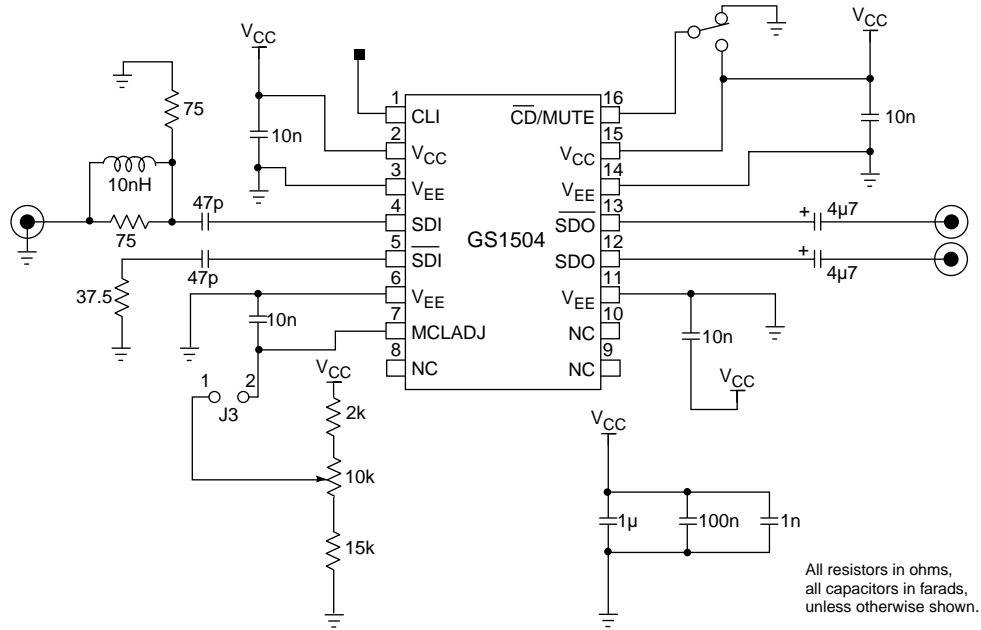 VCC
VCC
75
10nH
75
47p
47p
37.5
10n
10n
1
CLI
2
VCC
3
VEE
4
SDI
5
SDI
6
VEE
7
MCLADJ
8
NC
GS1504
16
CD/MUTE
15
VCC
14
VEE
13
SDO
12
SDO
11
VEE
10
NC
9
NC
10n
+
4µ7
+
4µ7
10n
VCC
1
2
J3
VCC
2k
10k
15k
VCC
1µ
100n
1n
All resistors in ohms,
all capacitors in farads,
unless otherwise shown.